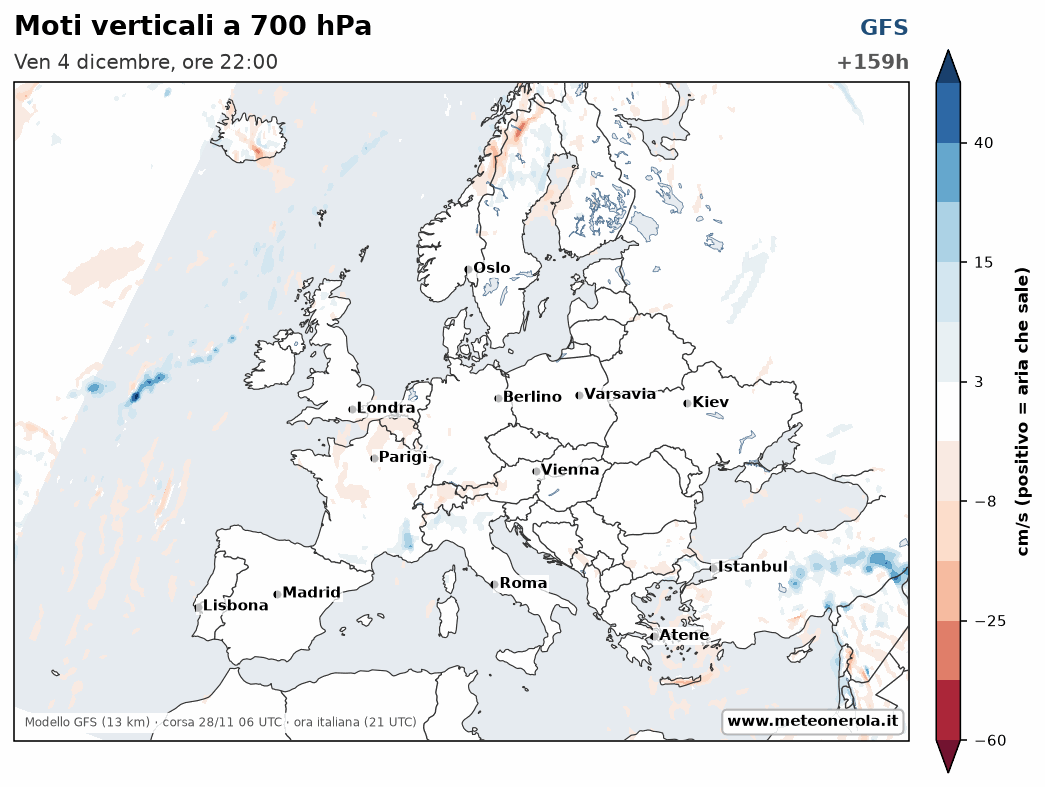 Moti verticali a 700 hPa
GFS
Ven 4 dicembre, ore 22:00
+159h
40
15
3
−8
−25
−60
cm/s (positivo = aria che sale)
Oslo
Londra
Berlino
Varsavia
Kiev
Parigi
Vienna
Istanbul
Roma
Madrid
Lisbona
Atene
Modello GFS (13 km) · corsa 28/11 06 UTC · ora italiana (21 UTC)
www.meteonerola.it